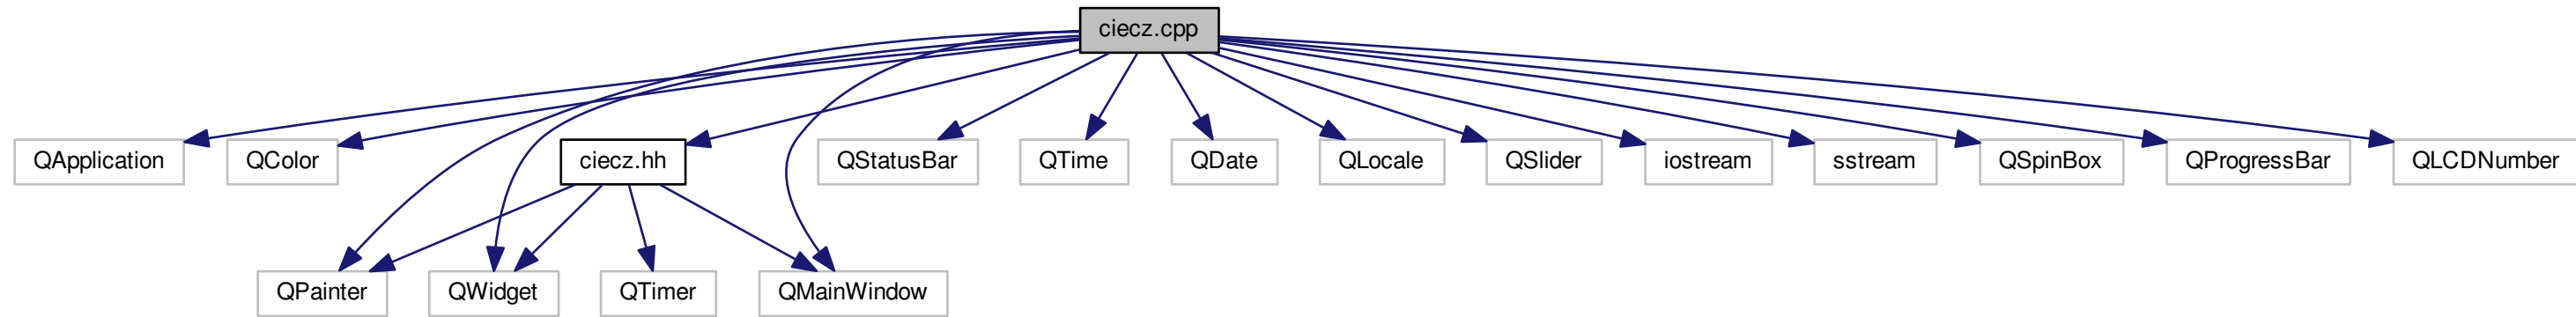 ciecz.cpp
QApplication
QColor
ciecz.hh
QStatusBar
QTime
QDate
QLocale
QSlider
iostream
sstream
QSpinBox
QProgressBar
QLCDNumber
QPainter
QWidget
QTimer
QMainWindow